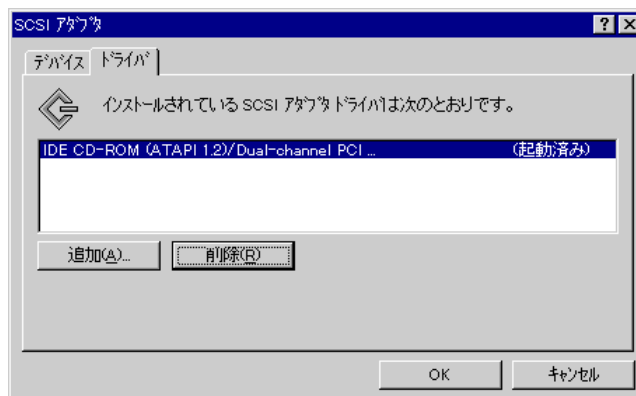 SCSI ｱﾀﾞﾌﾟﾀ
ﾃﾞﾊﾞｲｽ ﾄﾞﾗｲﾊﾞ
ｲﾝｽﾄｰﾙされている SCSI ｱﾀﾞﾌﾟﾀ ﾄﾞﾗｲﾊﾞは次のとおりです。
IDE CD-ROM (ATAPI 1.2)/Dual-channel PCI ... (起動済み)
追加(A)... 削除(R)
OK ｷｬﾝｾﾙ